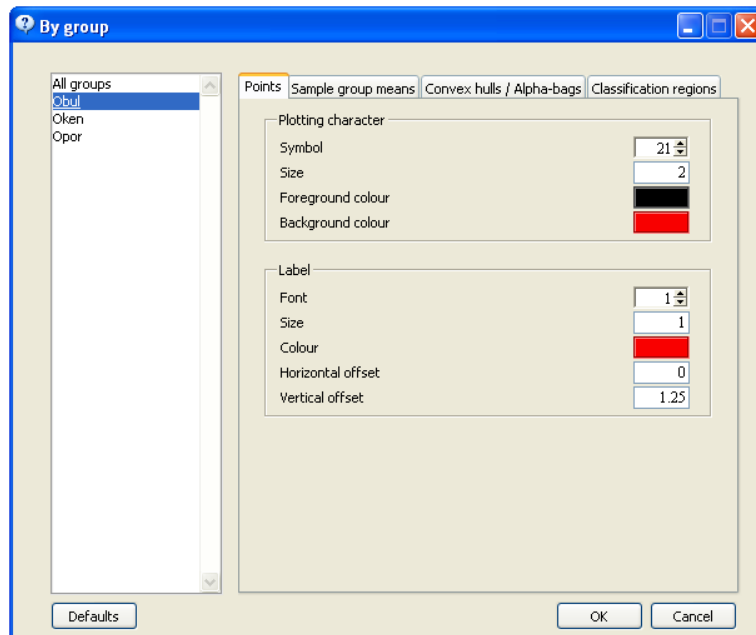 By group
All groups
Obul
Oken
Opor
Points Sample group means Convex hulls / Alpha-bags Classification regions
Plotting character
Symbol 21
Size 2
Foreground colour
Background colour
Label
Font 1
Size 1
Colour
Horizontal offset 0
Vertical offset 1.25
Defaults OK Cancel